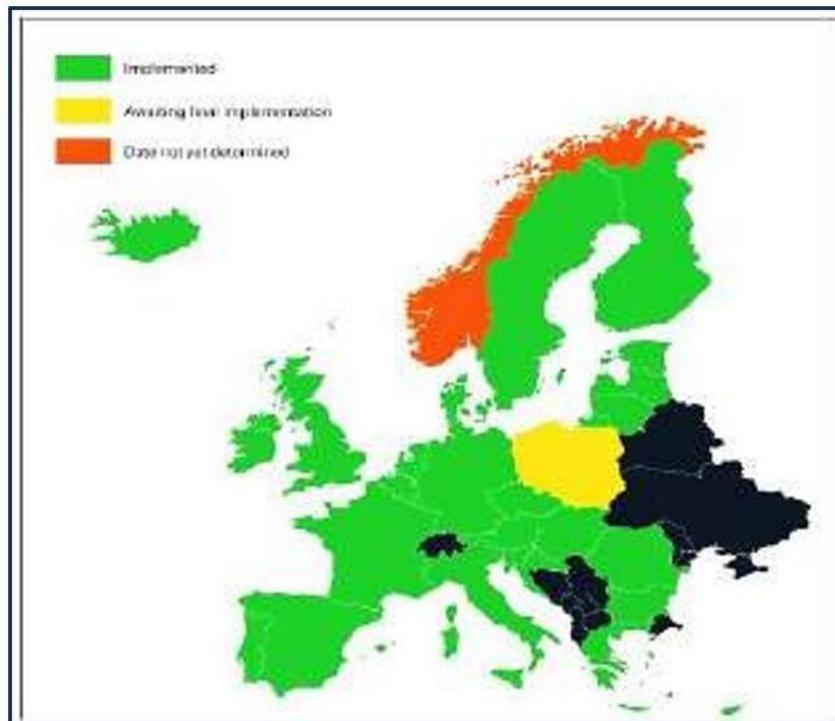 Implemented
Awaiting final implementation
Date not yet determined